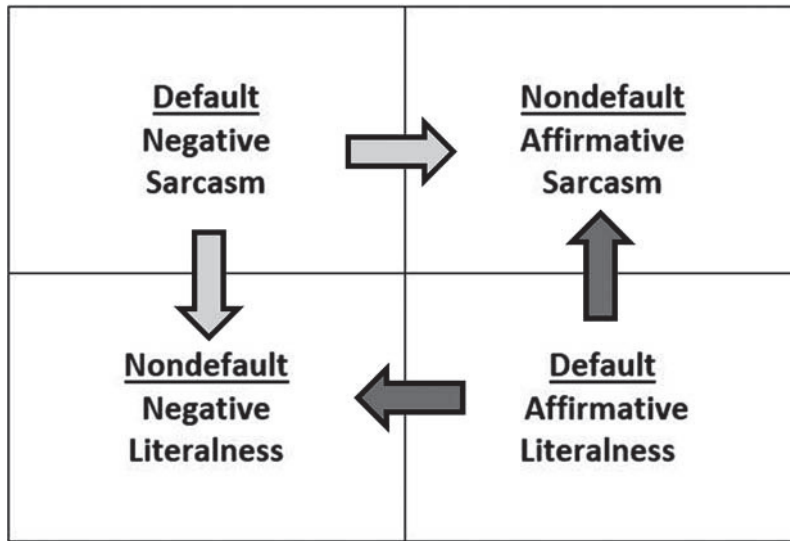 Default
Negative
Sarcasm
Nondefault
Affirmative
Sarcasm
Nondefault
Negative
Literalness
Default
Affirmative
Literalness